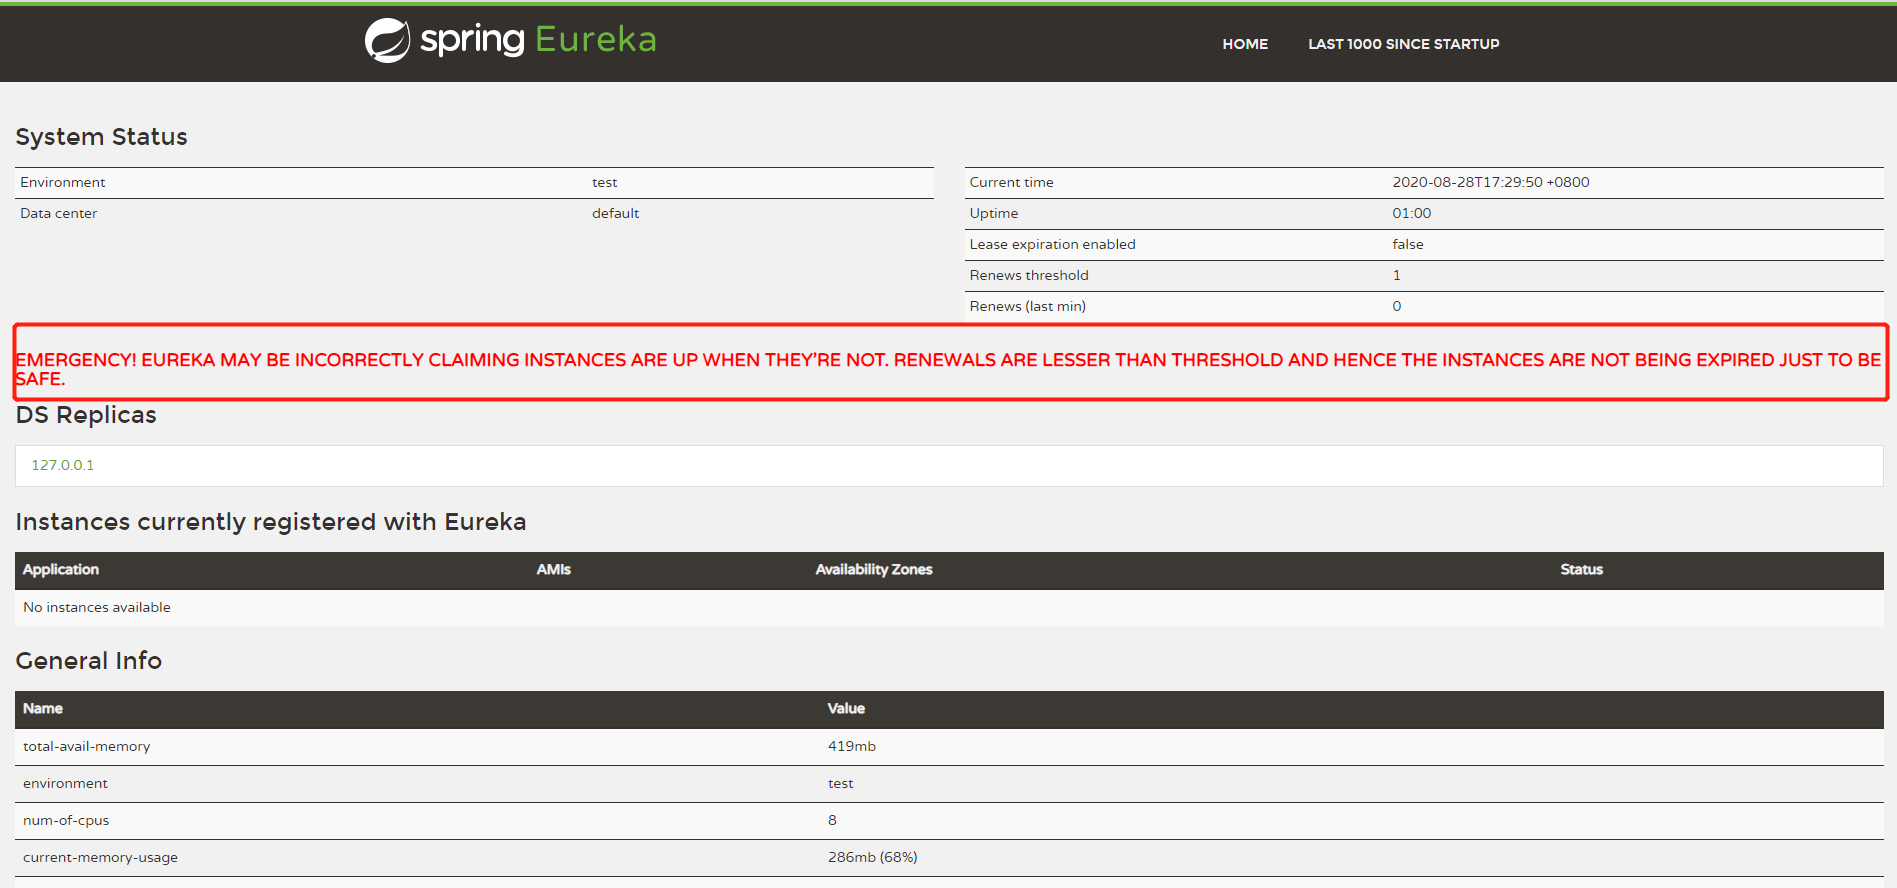 spring Eureka
HOME LAST 1000 SINCE STARTUP
System Status
Environment test
Data center default
Current time 2020-08-28T17:29:50 +0800
Uptime 01:00
Lease expiration enabled false
Renews threshold 1
Renews (last min) 0
EMERGENCY! EUREKA MAY BE INCORRECTLY CLAIMING INSTANCES ARE UP WHEN THEY'RE NOT. RENEWALS ARE LESSER THAN THRESHOLD AND HENCE THE INSTANCES ARE NOT BEING EXPIRED JUST TO BE
SAFE.
DS Replicas
127.0.0.1
Instances currently registered with Eureka
Application AMIs Availability Zones Status
No instances available
General Info
Name Value
total-avail-memory 419mb
environment test
num-of-cpus 8
current-memory-usage 286mb (68%)